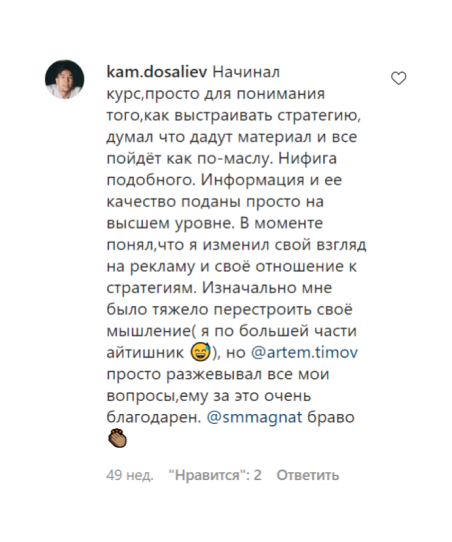 kam.dosaliev Начинал
курс,просто для понимания
того,как выстраивать стратегию,
думал что дадут материал и все
пойдёт как по-маслу. Нифига
подобного. Информация и ее
качество поданы просто на
высшем уровне. В моменте
понял,что я изменил свой взгляд
на рекламу и своё отношение к
стратегиям. Изначально мне
было тяжело перестроить своё
мышление( я по большей части
айтишник 😅), но @artem.timov
просто разжевывал все мои
вопросы,ему за это очень
благодарен. @smmagnat браво
👏🏽
49 нед. "Нравится": 2 Ответить